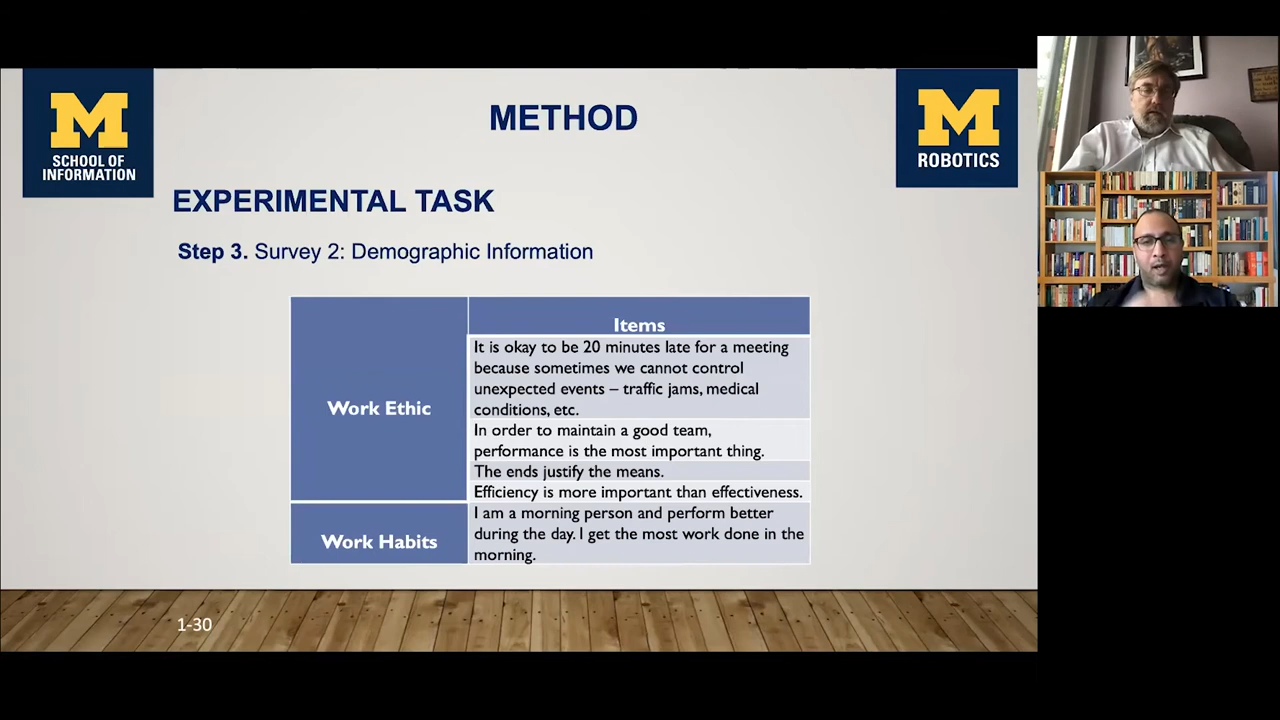 M
SCHOOL OF
INFORMATION
METHOD
M
ROBOTICS
EXPERIMENTAL TASK
Step 3. Survey 2: Demographic Information
Items
Work Ethic
It is okay to be 20 minutes late for a meeting
because sometimes we cannot control
unexpected events – traffic jams, medical
conditions, etc.
In order to maintain a good team,
performance is the most important thing.
The ends justify the means.
Efficiency is more important than effectiveness.
Work Habits
I am a morning person and perform better
during the day. I get the most work done in the
morning.
1-30